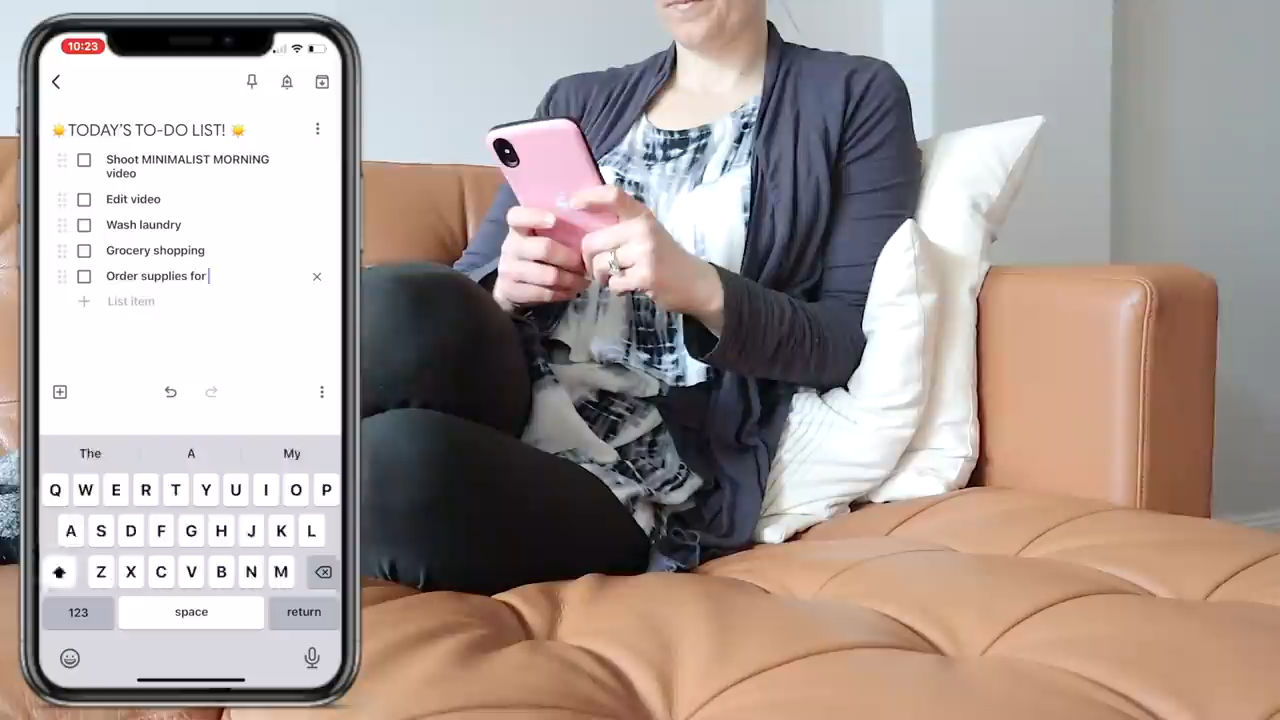 10:23
☀️TODAY'S TO-DO LIST! ☀️
Shoot MINIMALIST MORNING
video
Edit video
Wash laundry
Grocery shopping
Order supplies for
List item
The A My
Q W E R T Y U I O P
A S D F G H J K L
Z X C V B N M
123 space return